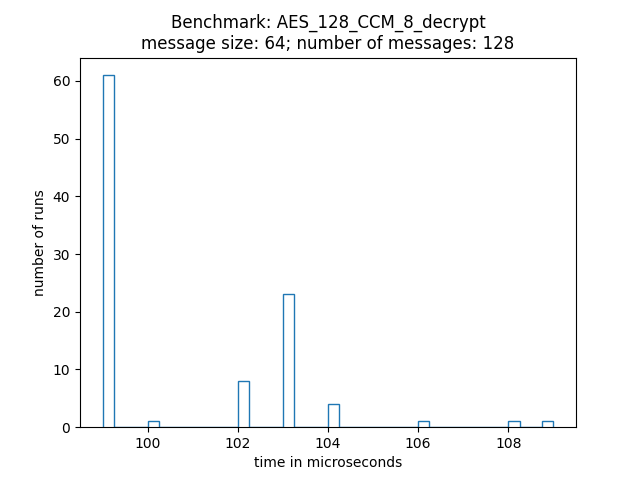 Benchmark: AES_128_CCM_8_decrypt
message size: 64; number of messages: 128
60
50
40
30
20
10
0
number of runs
100 102 104 106 108
time in microseconds